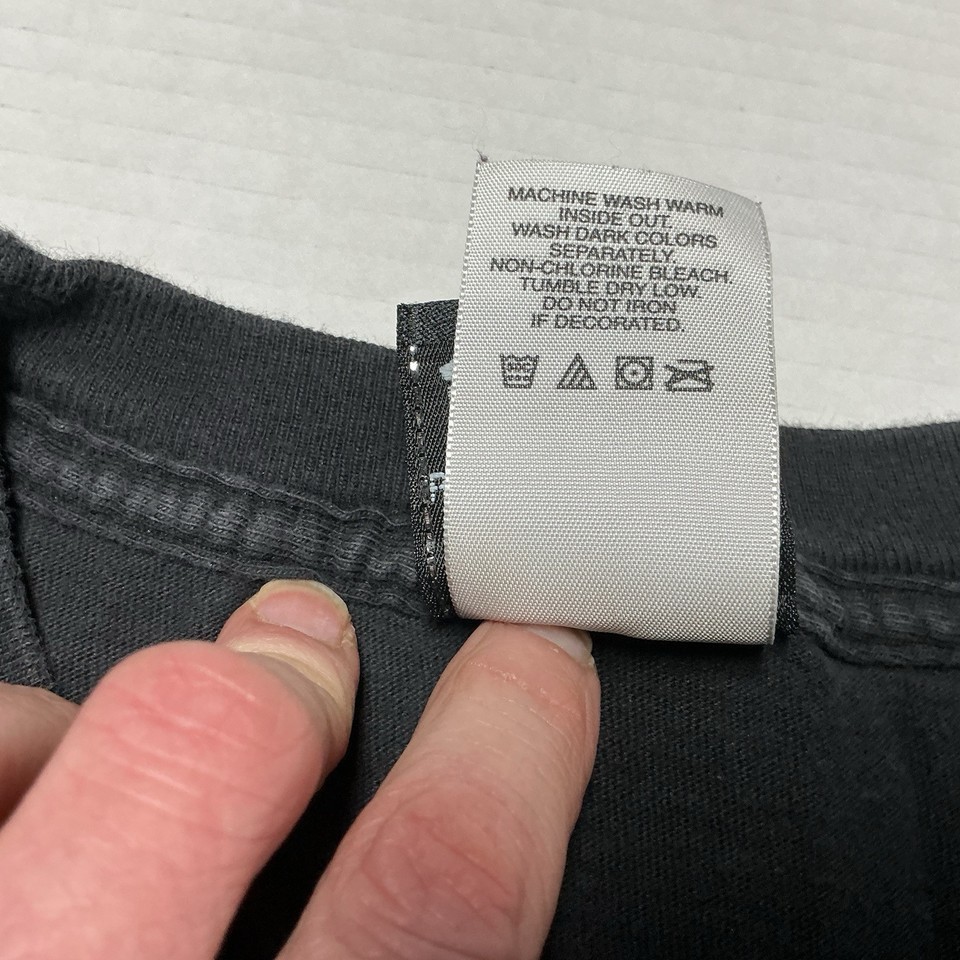 MACHINE WASH WARM
INSIDE OUT.
WASH DARK COLORS
SEPARATELY.
NON-CHLORINE BLEACH.
TUMBLE DRY LOW.
DO NOT IRON
IF DECORATED.